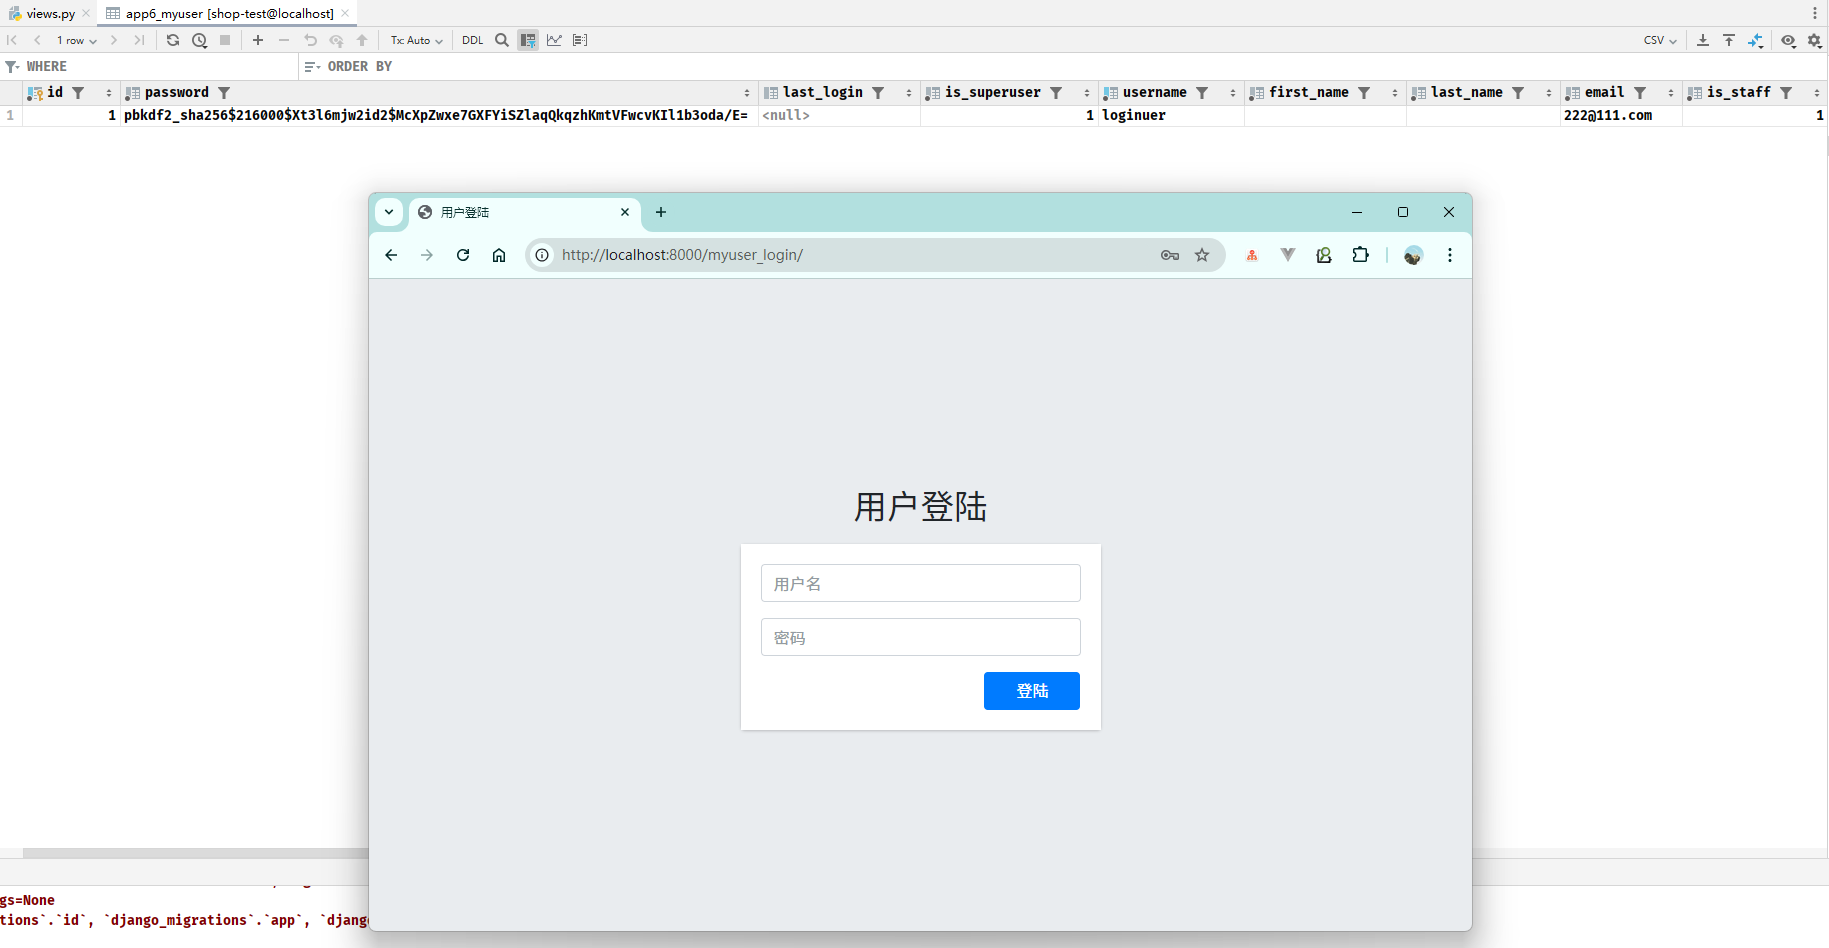 views.py
app6_myuser [shop-test@localhost]
1 row
Tx: Auto
DDL
CSV
WHERE
ORDER BY
id password last_login is_superuser username first_name last_name email is_staff
1 1 pbkdf2_sha256$216000$Xt3l6mjw2id2$McXpZwxe7GXFYiSZlaqQkqzhKmtVFwcvKIl1b3oda/E= <null> 1 loginuer 222@111.com 1
用户登陆
http://localhost:8000/myuser_login/
用户登陆
用户名
密码
登陆
gs=None
tions`.`id`, `django_migrations`.`app`, `djang